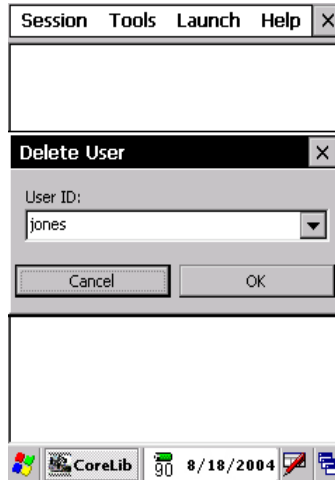 Session Tools Launch Help
Delete User
User ID:
jones
Cancel OK
CoreLib 90 8/18/2004